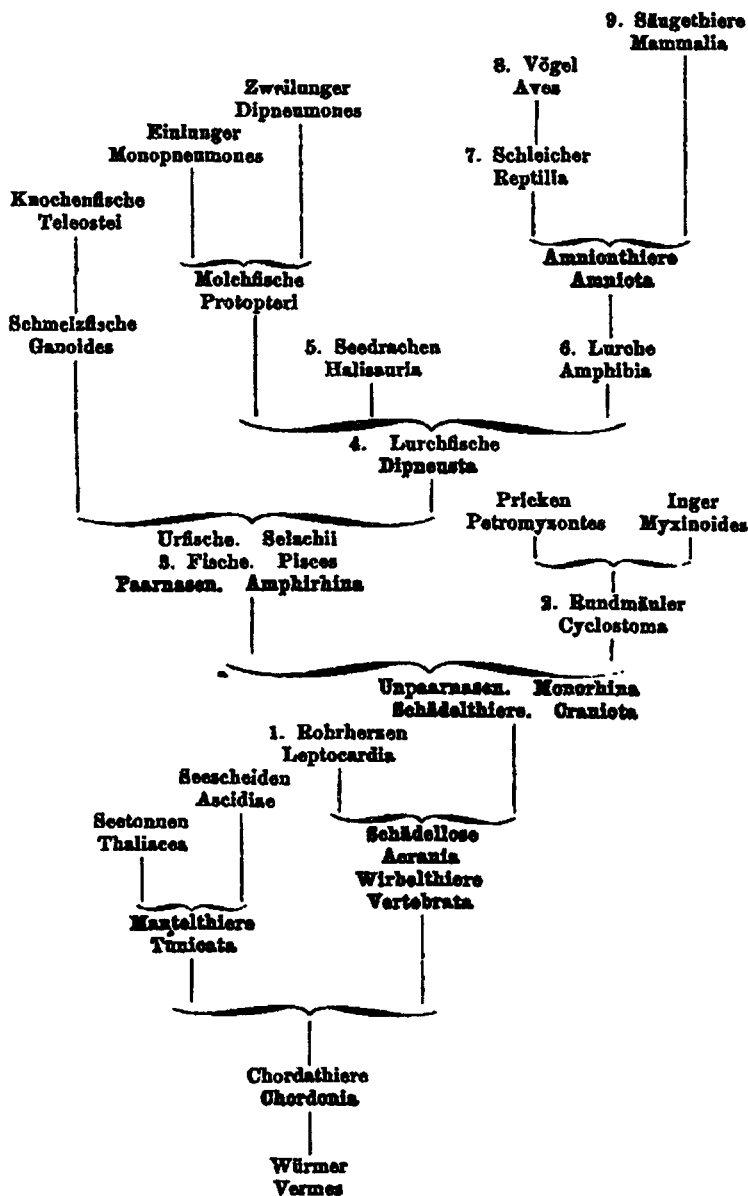 9. Säugethiere
Mammalia
8. Vögel
Aves
Zweilunger
Dipneumones
Einlunger
Monopneumones
7. Schleicher
Reptilia
Knochenfische
Teleostei
Amnionthiere
Amniota
Molchfische
Protopteri
Schmelzfische
Ganoides
5. Seedrachen
Halisauria
6. Lurche
Amphibia
4. Lurchfische
Dipneusta
Pricken
Petromyzontes
Inger
Myxinoides
Urfische. Selachii
3. Fische. Pisces
Paarnasen. Amphirhina
2. Rundmäuler
Cyclostoma
Unpaarnasen. Monorhina
Schädelthiere. Craniota
1. Rohrherzen
Leptocardia
Seescheiden
Ascidiae
Seetonnen
Thaliacea
Schädellose
Acrania
Wirbelthiere
Vertebrata
Mantelthiere
Tunicata
Chordathiere
Chordonia
Würmer
Vermes